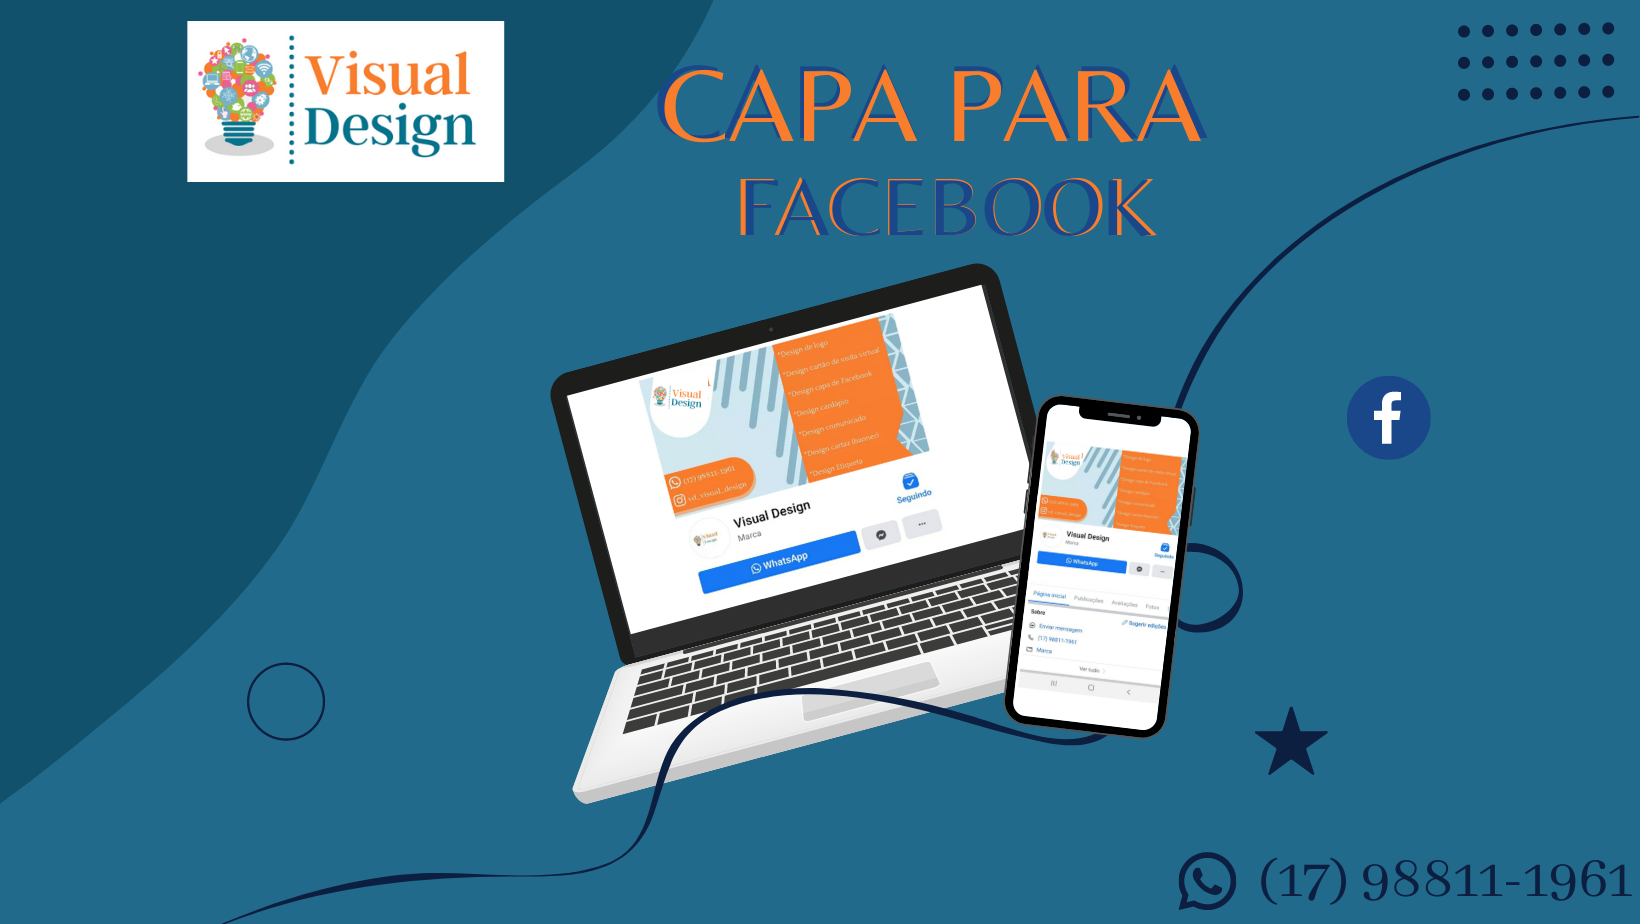 Visual
Design
CAPA PARA
FACEBOOK
Visual
Design
*Design de logo
*Design cartão de visita virtual
*Design capa de Facebook
*Design cardápio
*Design comunicado
*Design cartaz (banner)
*Design Etiqueta
(17) 98811-1961
vd_visual_design
Visual Design
Marca
Seguindo
WhatsApp
Visual
Design
Visual Design
Marca
Seguindo
WhatsApp
Página inicial Publicações Avaliações Fotos
Sobre
Sugerir edições
Enviar mensagem
(17) 98811-1961
Marca
Ver tudo
(17) 98811-1961